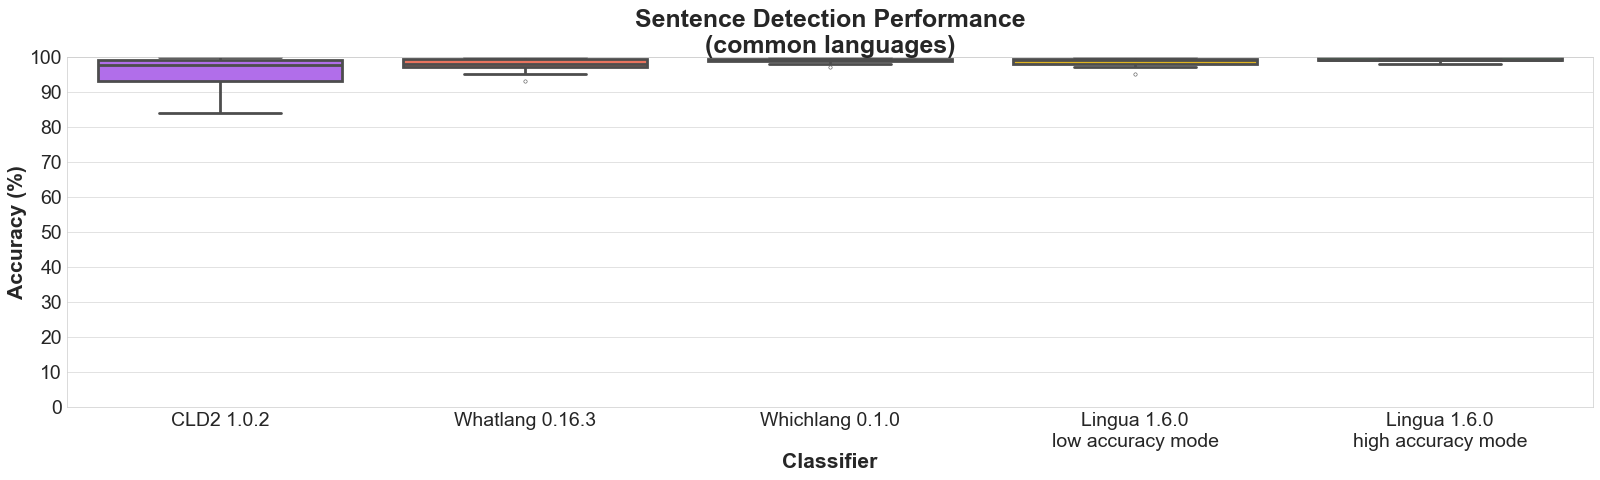 Sentence Detection Performance
(common languages)
Accuracy (%)
100
90
80
70
60
50
40
30
20
10
0
CLD2 1.0.2
Whatlang 0.16.3
Whichlang 0.1.0
Lingua 1.6.0
low accuracy mode
Lingua 1.6.0
high accuracy mode
Classifier